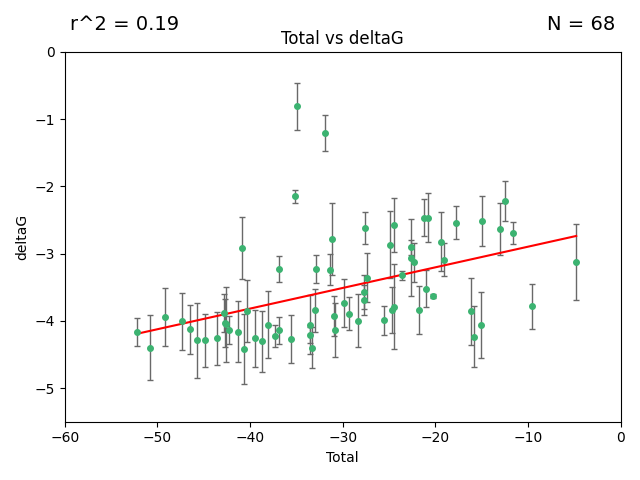 r^2 = 0.19
N = 68
Total vs deltaG
0
−1
−2
−3
−4
−5
deltaG
−60 −50 −40 −30 −20 −10 0
Total